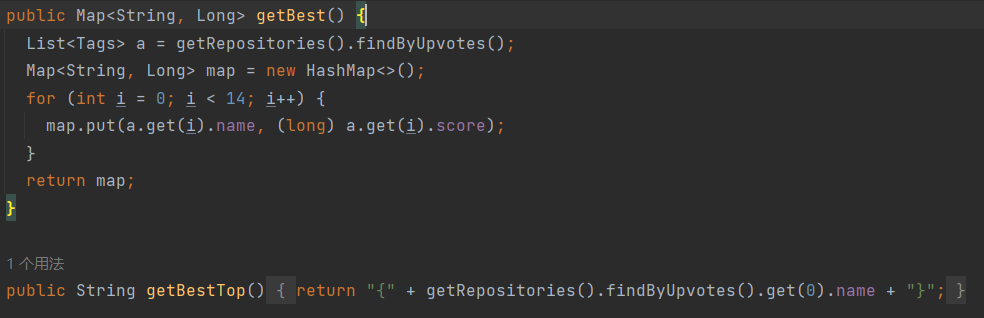 public Map<String, Long> getBest() {
  List<Tags> a = getRepositories().findByUpvotes();
  Map<String, Long> map = new HashMap<>();
  for (int i = 0; i < 14; i++) {
    map.put(a.get(i).name, (long) a.get(i).score);
  }
  return map;
}
1 个用法
public String getBestTop() { return "{" + getRepositories().findByUpvotes().get(0).name + "}"; }